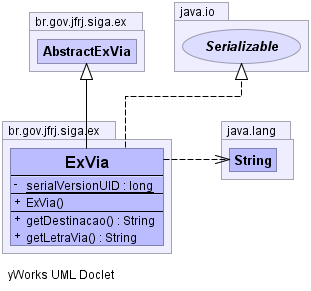 br.gov.jfrj.siga.ex
AbstractExVia
java.io
Serializable
br.gov.jfrj.siga.ex
ExVia
- serialVersionUID : long
+ ExVia()
+ getDestinacao() : String
+ getLetraVia() : String
java.lang
String
yWorks UML Doclet